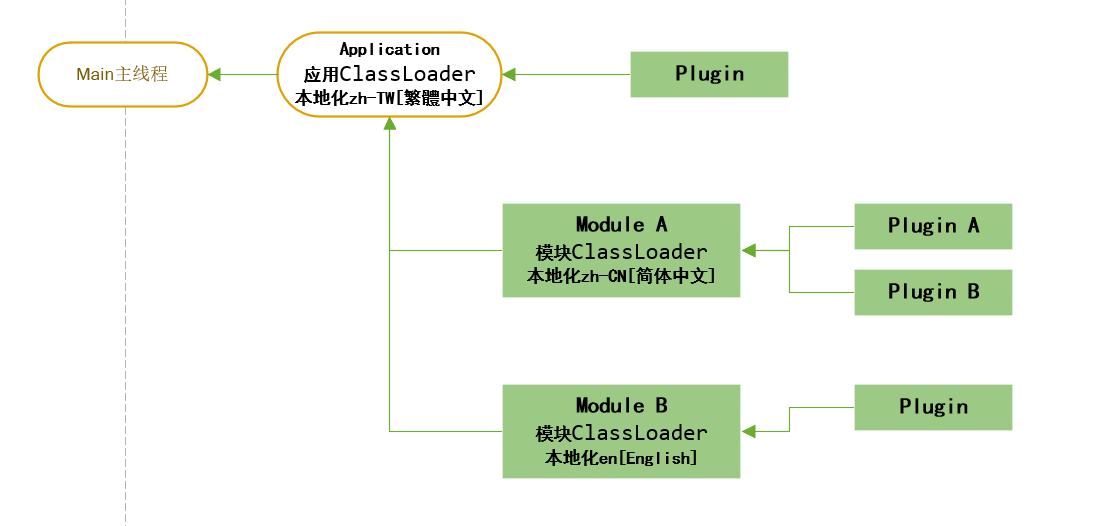 Main主线程
Application
应用ClassLoader
本地化zh-TW[繁體中文]
Plugin
Module A
模块ClassLoader
本地化zh-CN[简体中文]
Plugin A
Plugin B
Module B
模块ClassLoader
本地化en[English]
Plugin